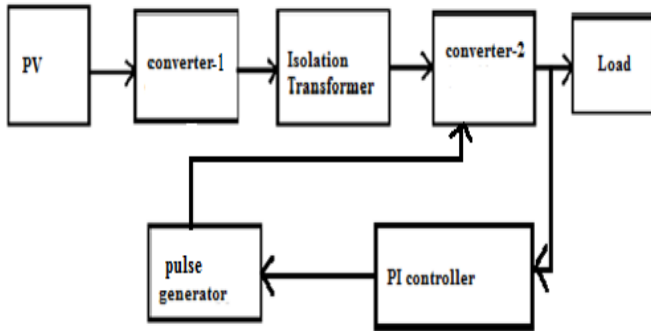 PV
converter-1
Isolation
Transformer
converter-2
Load
pulse
generator
PI controller